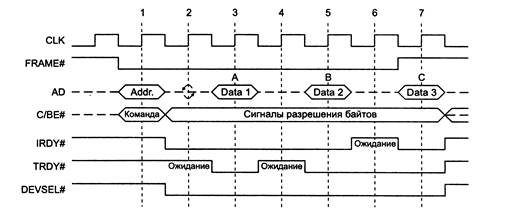 1 2 3 4 5 6 7
CLK
FRAME#
A B C
AD Addr. Data 1 Data 2 Data 3
C/BE# Команда Сигналы разрешения байтов
IRDY# Ожидание
TRDY# Ожидание Ожидание
DEVSEL#